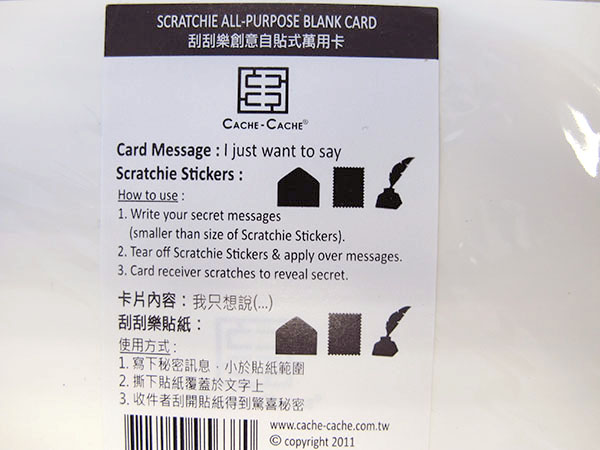 SCRATCHIE ALL-PURPOSE BLANK CARD
刮刮樂創意自貼式萬用卡
CACHE-CACHE®
Card Message : I just want to say
Scratchie Stickers :
How to use :
1. Write your secret messages
(smaller than size of Scratchie Stickers).
2. Tear off Scratchie Stickers & apply over messages.
3. Card receiver scratches to reveal secret.
卡片內容：我只想說(...)
刮刮樂貼紙：
使用方式 :
1. 寫下秘密訊息，小於貼紙範圍
2. 撕下貼紙覆蓋於文字上
3. 收件者刮開貼紙得到驚喜秘密
www.cache-cache.com.tw
© copyright 2011